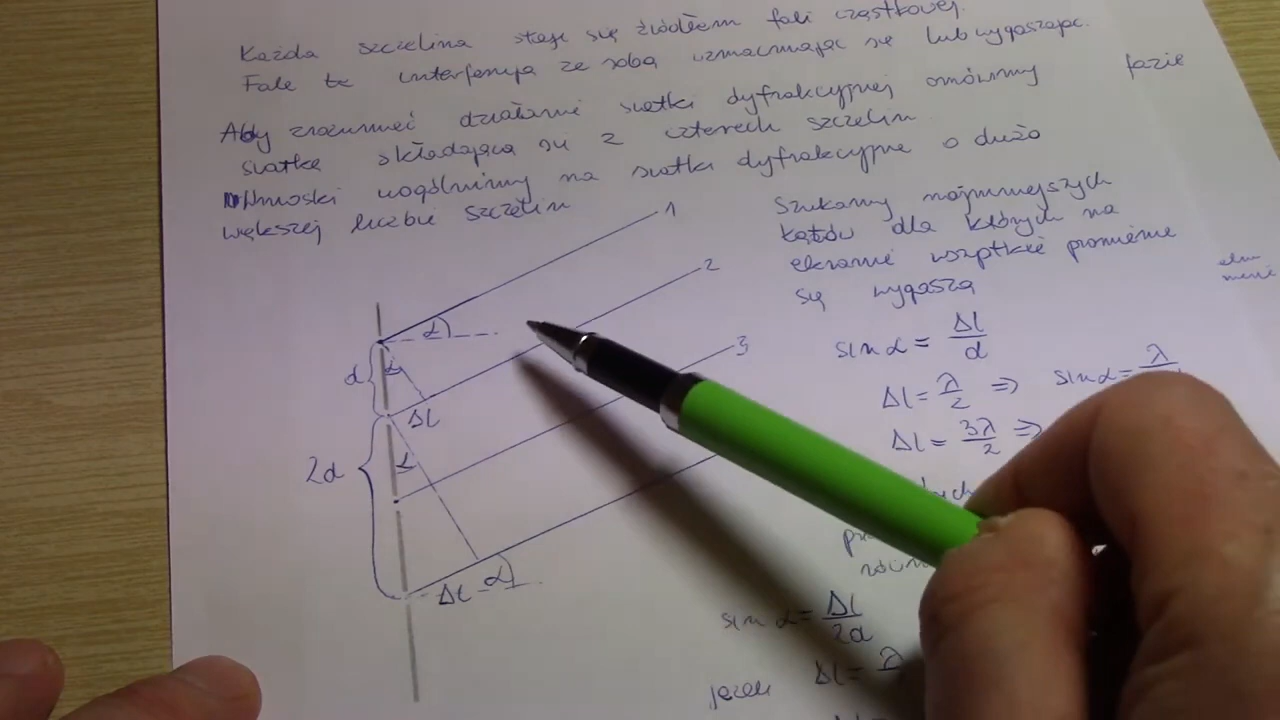 Każda szczelina staje się źródłem fali cząstkowej.
Fale te interferują ze sobą wzmacniając się lub wygaszając.
Aby zrozumieć działanie siatki dyfrakcyjnej omówimy fazie
siatkę składającą się z czterech szczelin
Wnioski uogólnimy na siatki dyfrakcyjne o dużo
większej liczbie szczelin
1
2
3
α
d
α
Δl
2d
α
Δl
α
Szukamy najmniejszych
kątów dla których na
ekranie wszystkie promienie
się wygaszą
sin α = Δl/d
Δl = λ/2 => sin α = λ/
Δl = 3λ/2 =>
sin α = Δl/2d
Δl = λ